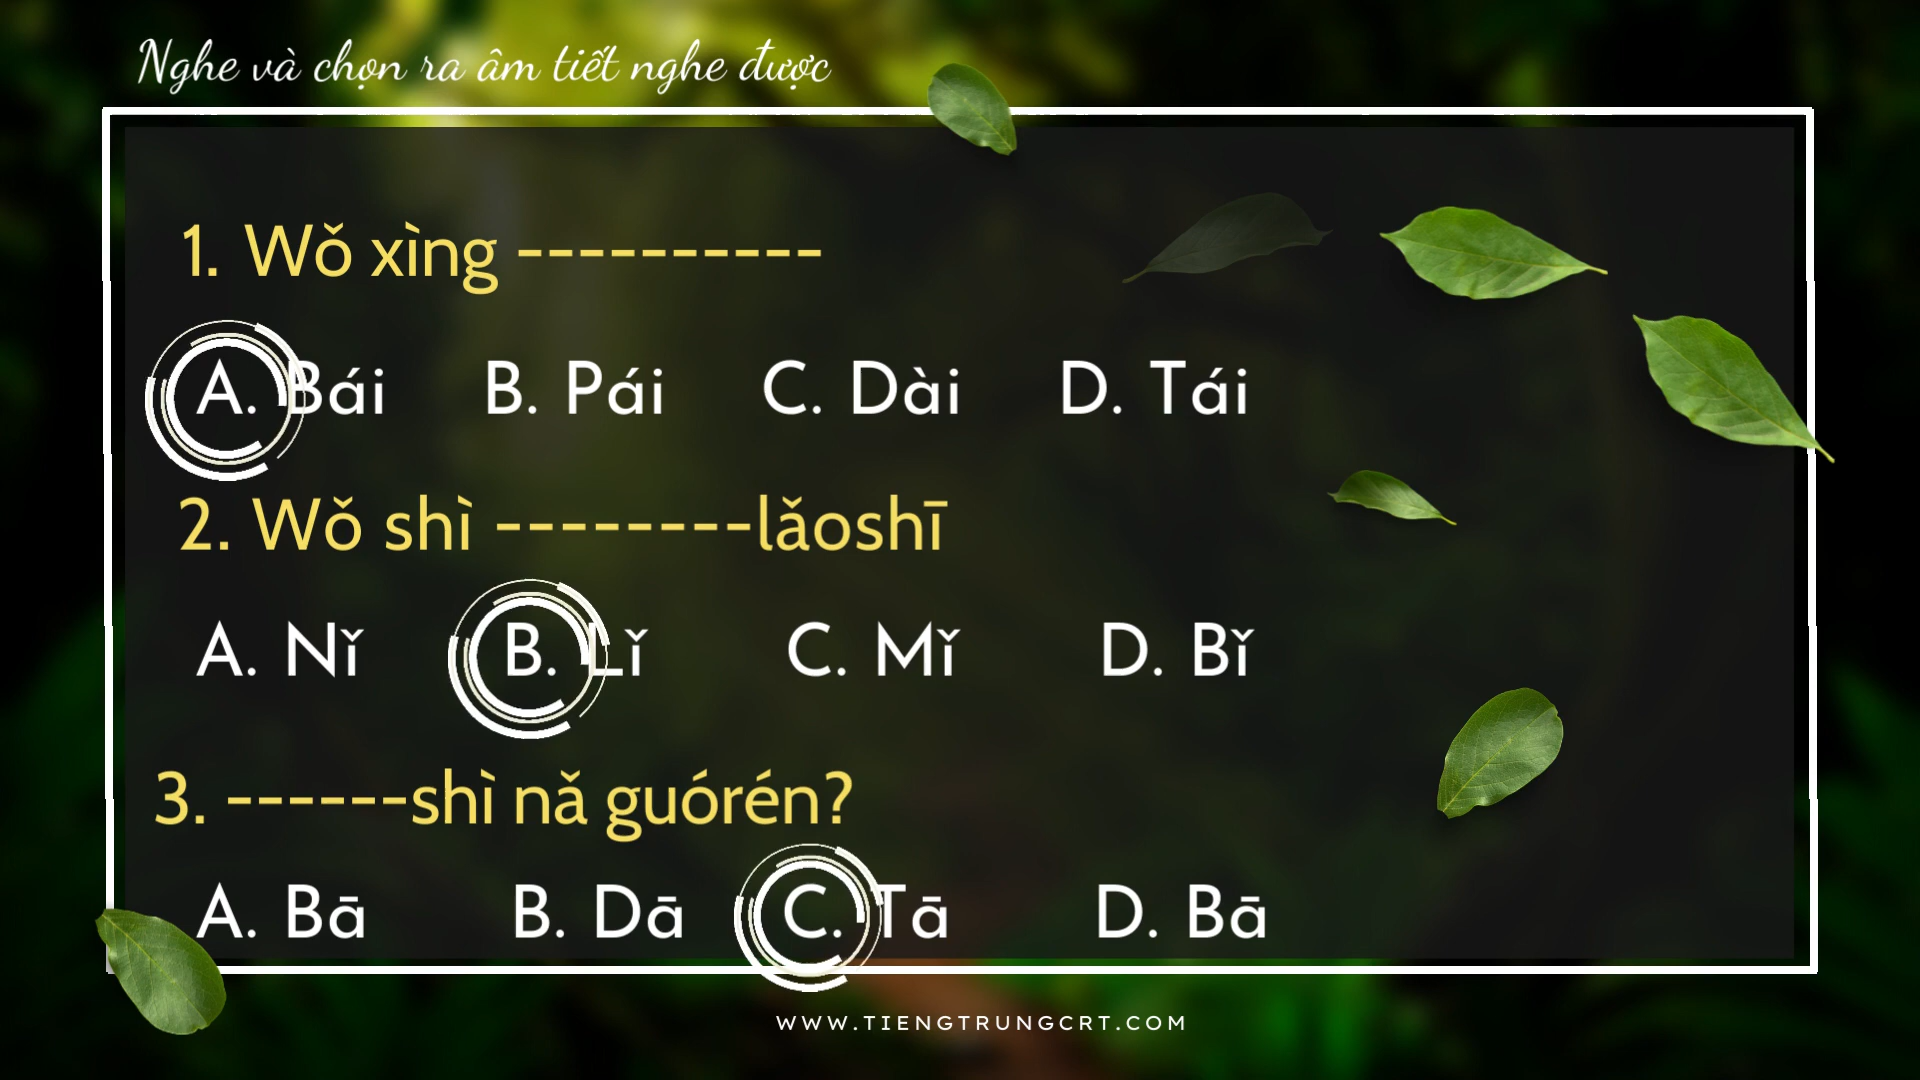 Nghe và chọn ra âm tiết nghe được
1. Wǒ xìng ----------
A. Bái B. Pái C. Dài D. Tái
2. Wǒ shì --------lǎoshī
A. Nǐ B. Lǐ C. Mǐ D. Bǐ
3. ------shì nǎ guórén?
A. Bā B. Dā C. Tā D. Bā
WWW.TIENGTRUNGCRT.COM